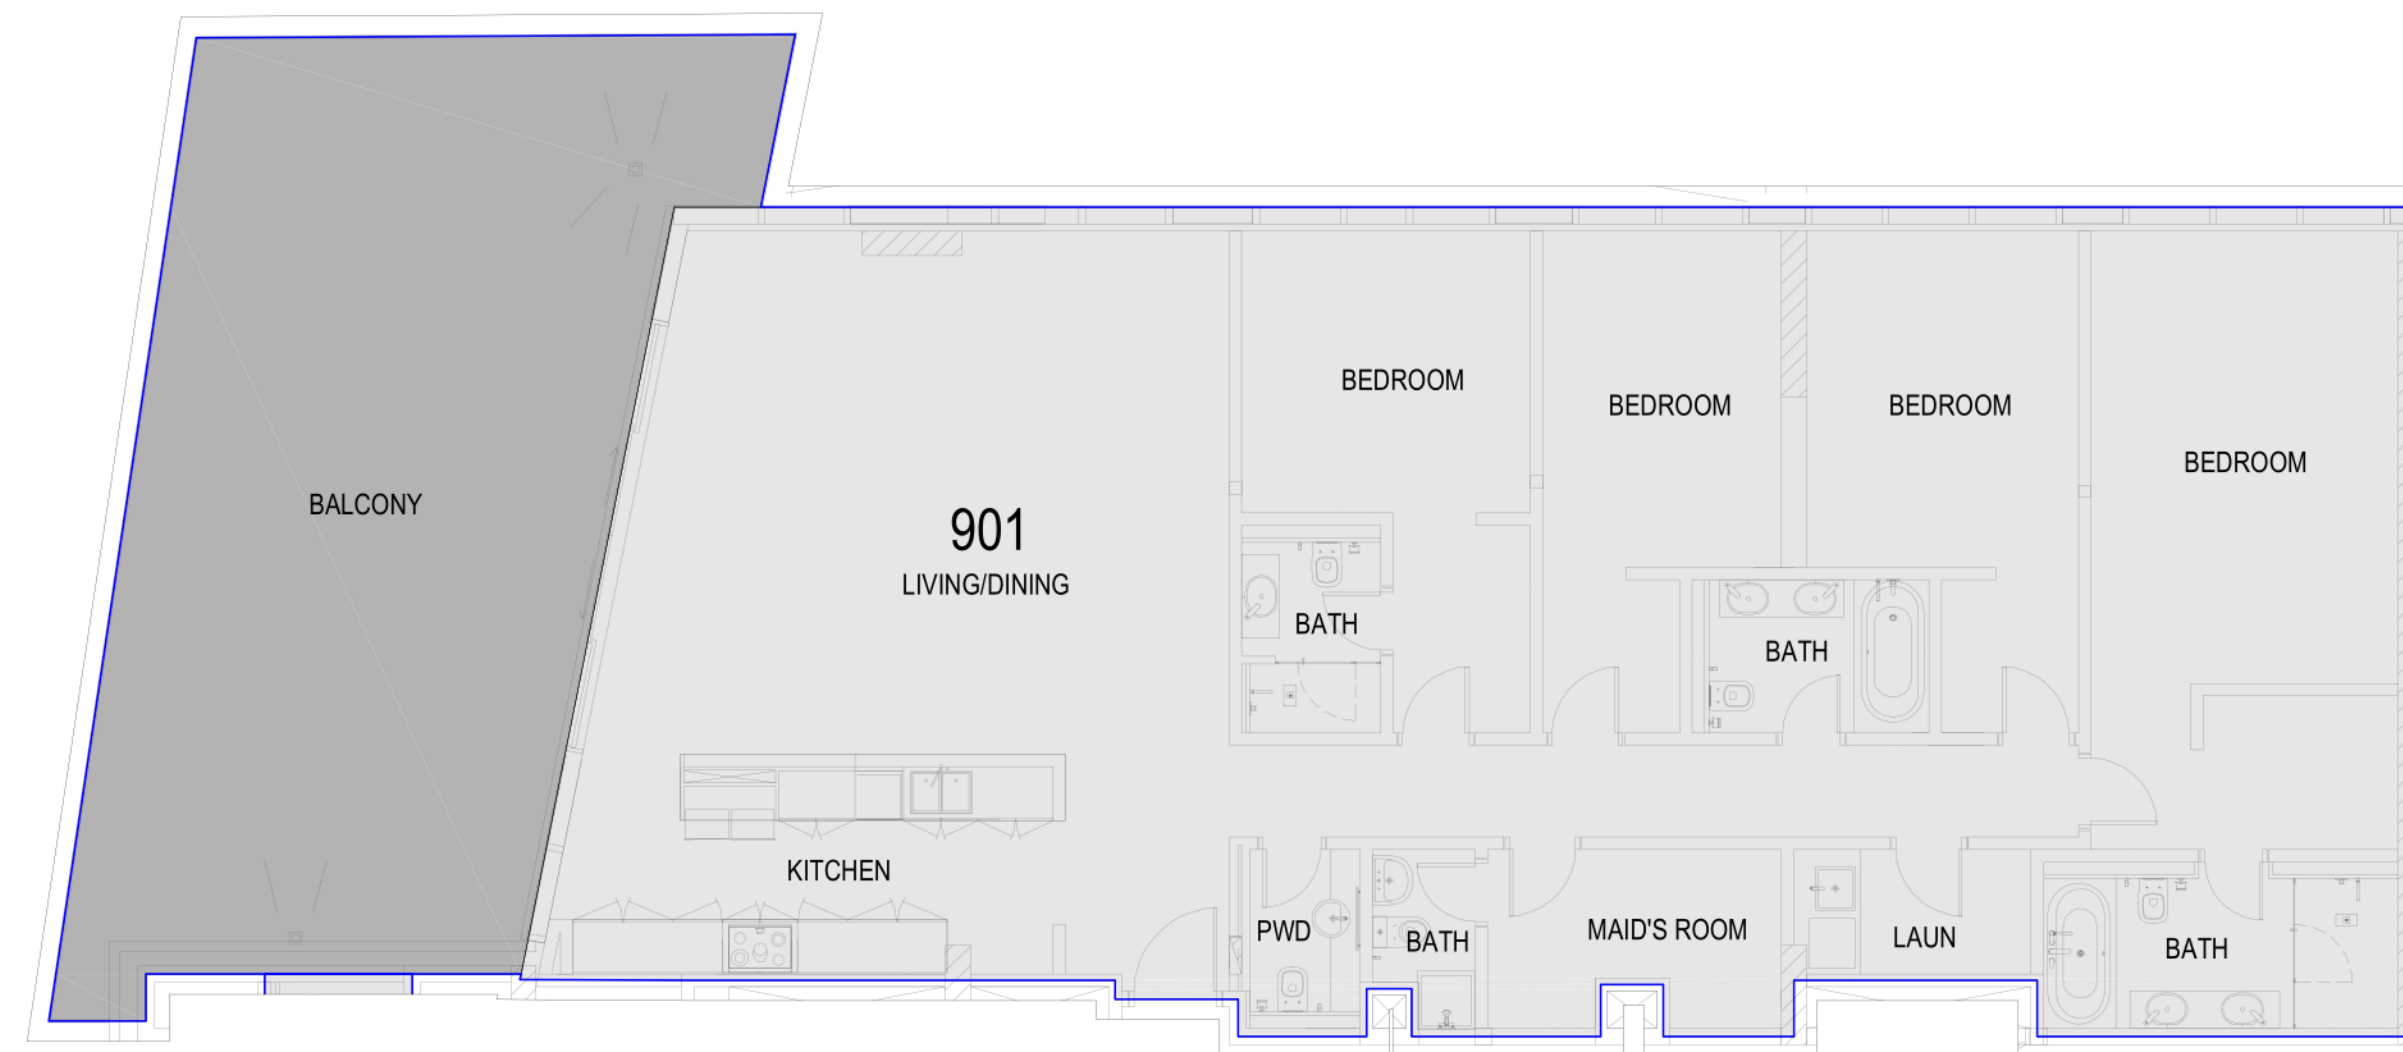 BEDROOM
BEDROOM
BEDROOM
BEDROOM
BALCONY
901
LIVING/DINING
BATH
BATH
KITCHEN
PWD
BATH
MAID'S ROOM
LAUN
BATH